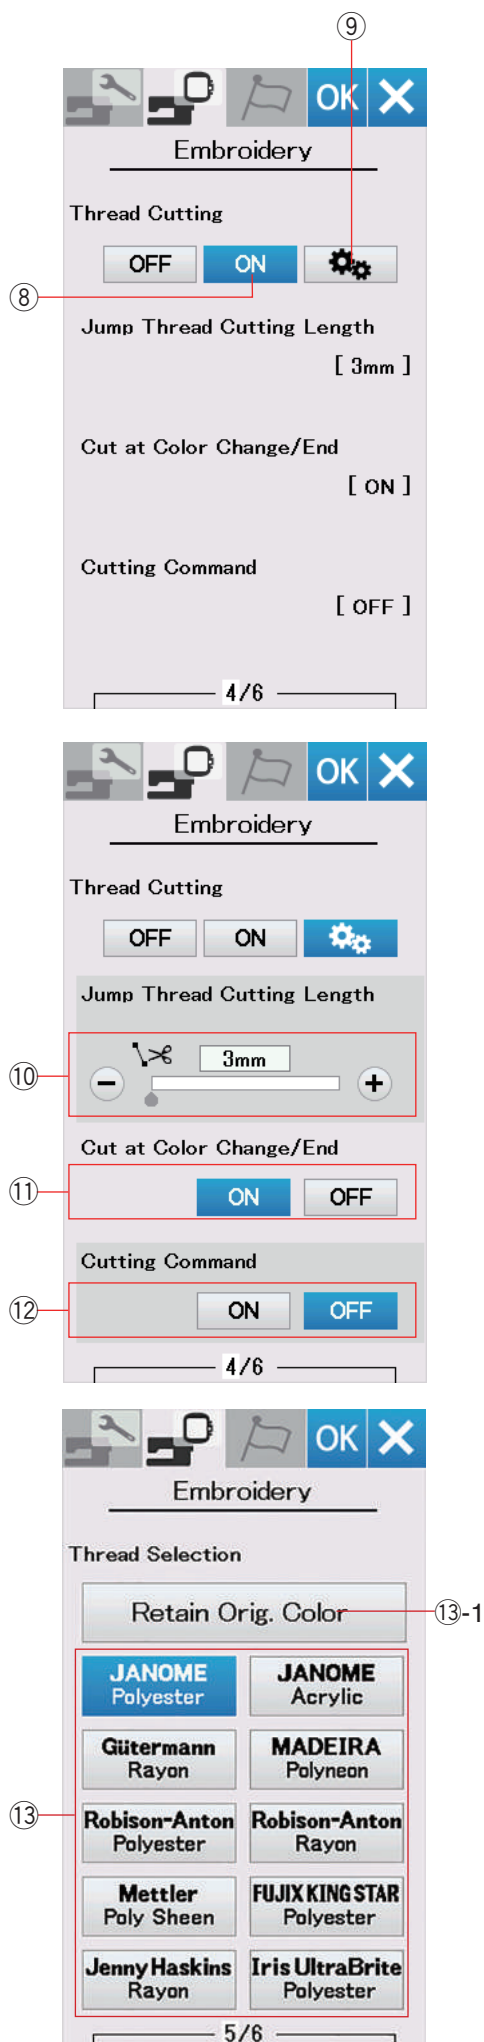 ⑨
OK
Embroidery
Thread Cutting
OFF ON
⑧
Jump Thread Cutting Length
[ 3mm ]
Cut at Color Change/End
[ ON ]
Cutting Command
[ OFF ]
4/6
OK
Embroidery
Thread Cutting
OFF ON
Jump Thread Cutting Length
3mm
⑩ − +
Cut at Color Change/End
⑪ ON OFF
Cutting Command
⑫ ON OFF
4/6
OK
Embroidery
Thread Selection
Retain Orig. Color ⑬-1
JANOME JANOME
Polyester Acrylic
Gütermann MADEIRA
Rayon Polyneon
⑬ Robison-Anton Robison-Anton
Polyester Rayon
Mettler FUJIX KING STAR
Poly Sheen Polyester
Jenny Haskins Iris UltraBrite
Rayon Polyester
5/6